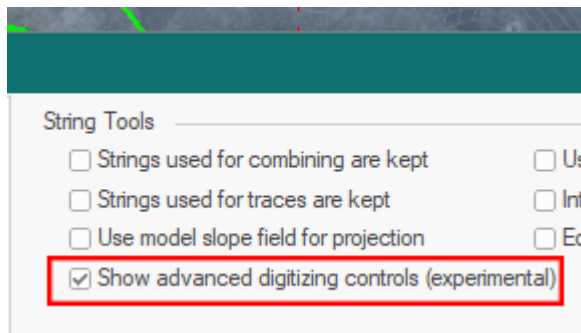 String Tools
Strings used for combining are kept
Strings used for traces are kept
Use model slope field for projection
Show advanced digitizing controls (experimental)